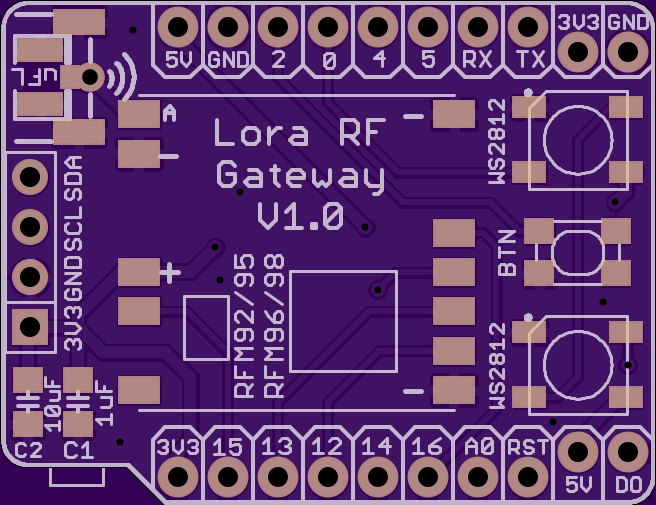 3V3 GND
5V GND 2 0 4 5 RX TX
uFL
A
Lora RF
Gateway
V1.0
WS2812
SDA
SCL
GND
3V3
+
RFM92/95
RFM96/98
BTN
WS2812
10uF
1uF
C2 C1
3V3 15 13 12 14 16 A0 RST
5V DO